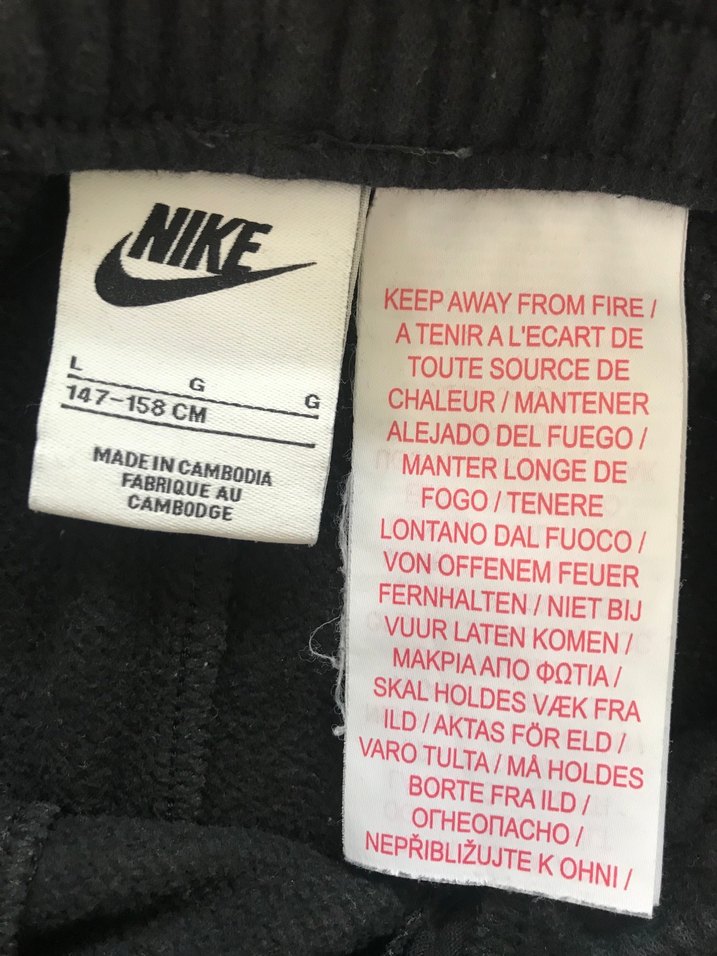 NIKE
L G G
147-158 CM
MADE IN CAMBODIA
FABRIQUE AU
CAMBODGE
KEEP AWAY FROM FIRE /
A TENIR A L'ECART DE
TOUTE SOURCE DE
CHALEUR / MANTENER
ALEJADO DEL FUEGO /
MANTER LONGE DE
FOGO / TENERE
LONTANO DAL FUOCO /
VON OFFENEM FEUER
FERNHALTEN / NIET BIJ
VUUR LATEN KOMEN /
ΜΑΚΡΙΑ ΑΠΟ ΦΩΤΙΑ /
SKAL HOLDES VÆK FRA
ILD / AKTAS FÖR ELD /
VARO TULTA / MÅ HOLDES
BORTE FRA ILD /
ОГНЕОПАСНО /
NEPŘIBLIŽUJTE K OHNI /